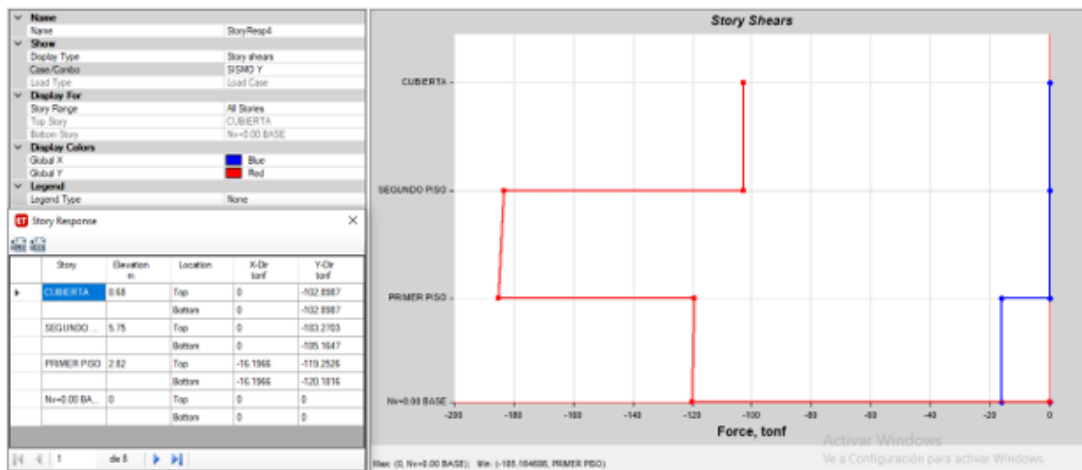 Name
Name StoryResp4
Show
Display Type Story shears
Case/Combo SISMO Y
Load Type Load Case
Display For
Story Range All Stories
Top Story CUBIERTA
Bottom Story Nv+0.00 BASE
Display Colors
Global X Blue
Global Y Red
Legend
Legend Type None
Story Response
Story Elevation Location X-Dir Y-Dir
m tonf tonf
CUBIERTA 8.68 Top 0 -102.8987
Bottom 0 -102.8987
SEGUNDO ... 5.75 Top 0 -183.2703
Bottom 0 -185.1647
PRIMER PISO 2.82 Top -16.1966 -119.2526
Bottom -16.1966 -120.1816
Nv+0.00 BA... 0 Top 0 0
Bottom 0 0
1 de 8
Story Shears
CUBIERTA
SEGUNDO PISO
PRIMER PISO
Nv+0.00 BASE
-200 -180 -160 -140 -120 -100 -80 -60 -40 -20 0
Force, tonf
Activar Windows
Ve a Configuración para activar Windows.
Max: (0, Nv+0.00 BASE); Min: (-185.164686, PRIMER PISO)